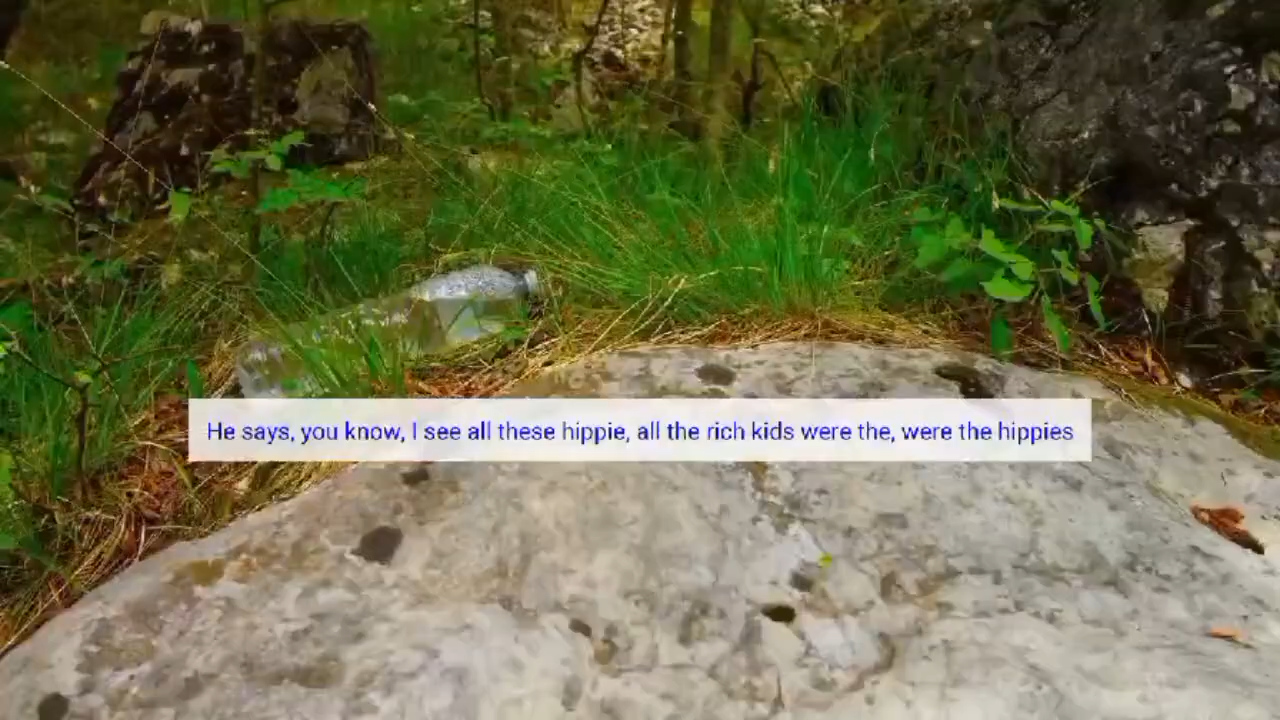 He says, you know, I see all these hippie, all the rich kids were the, were the hippies